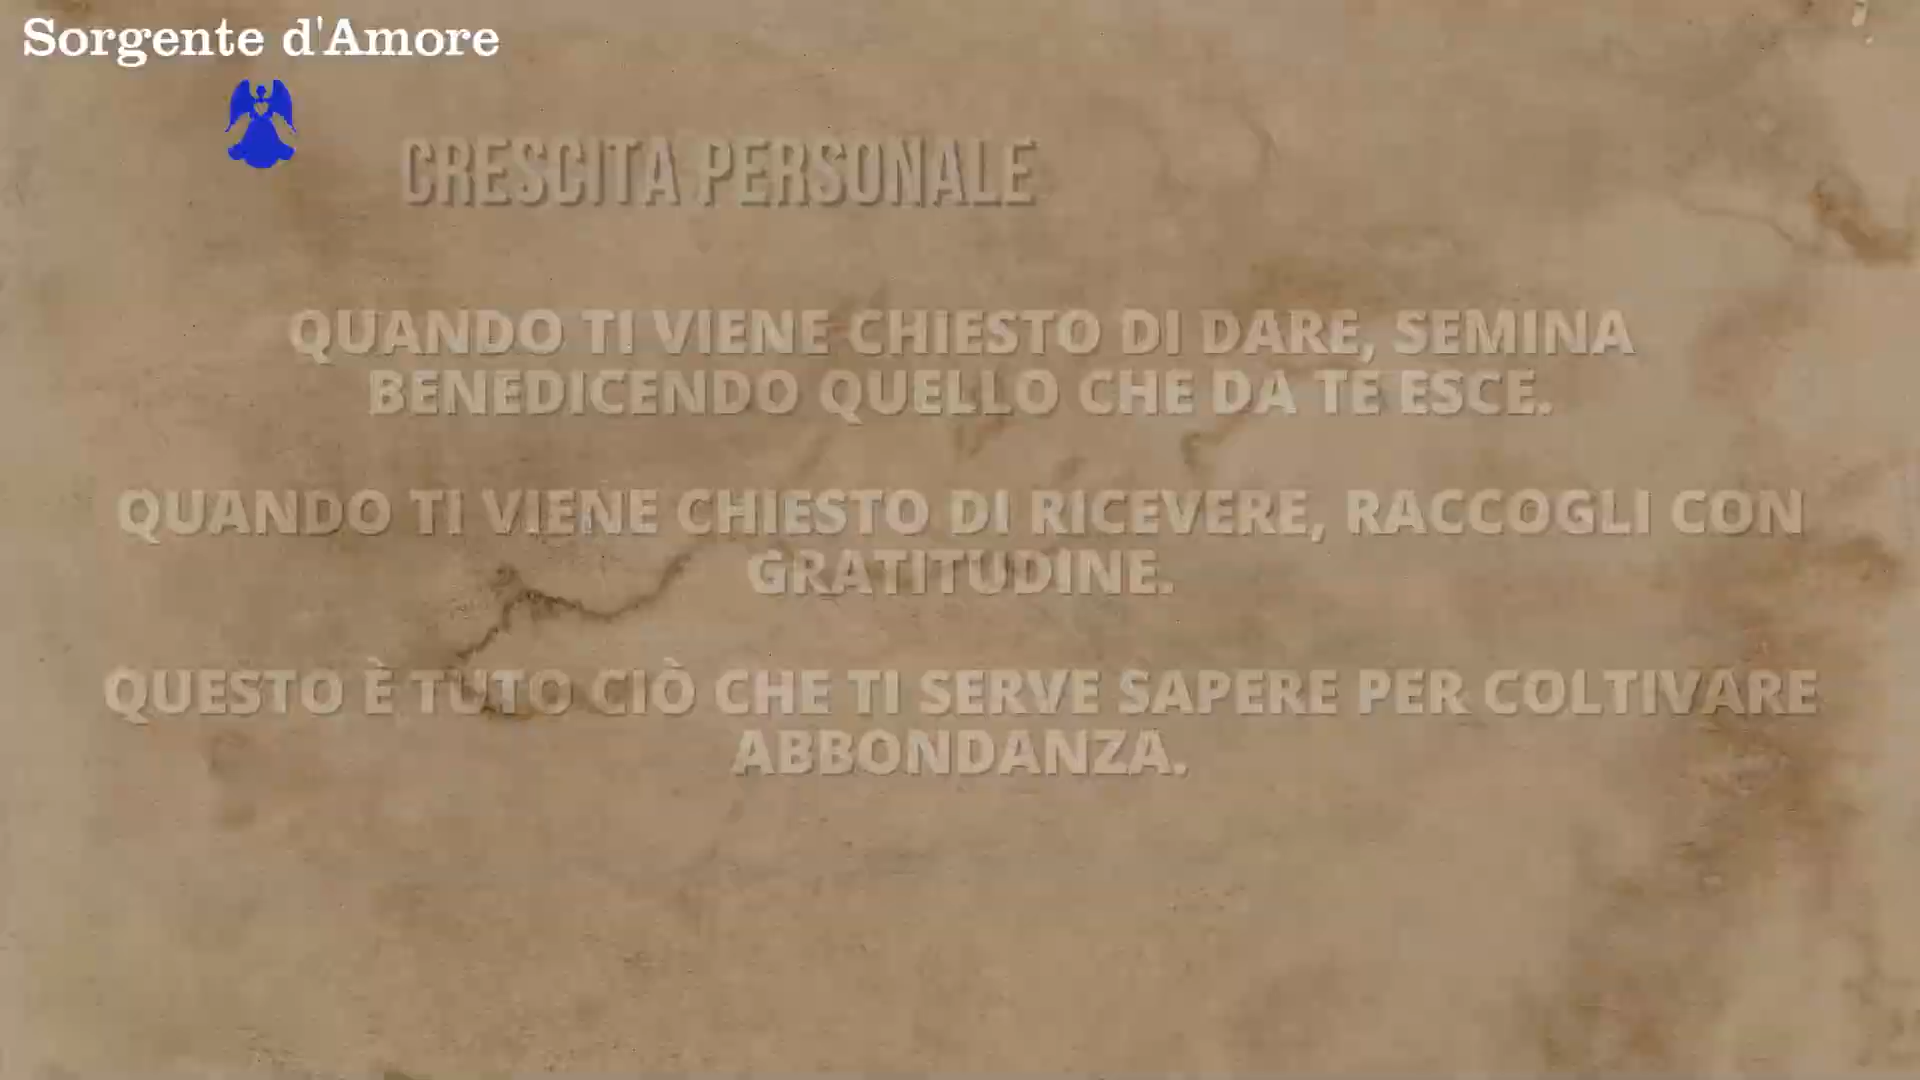 Sorgente d'Amore
CRESCITA PERSONALE
QUANDO TI VIENE CHIESTO DI DARE, SEMINA
BENEDICENDO QUELLO CHE DA TE ESCE.
QUANDO TI VIENE CHIESTO DI RICEVERE, RACCOGLI CON
GRATITUDINE.
QUESTO È TUTO CIÒ CHE TI SERVE SAPERE PER COLTIVARE
ABBONDANZA.